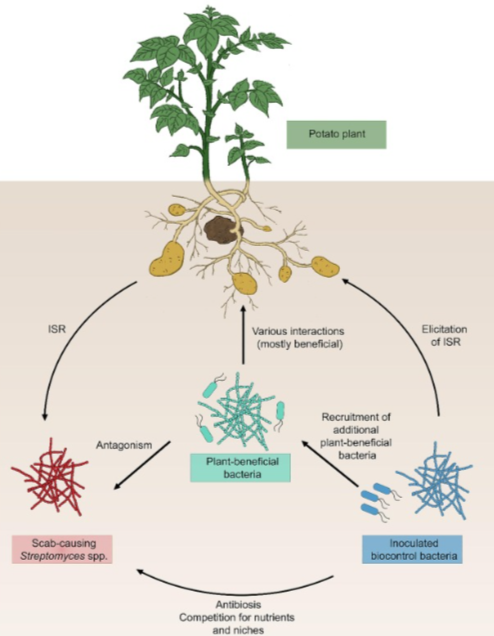 Potato plant
ISR
Various interactions
(mostly beneficial)
Elicitation
of ISR
Antagonism
Recruitment of
additional
plant-beneficial
bacteria
Plant-beneficial
bacteria
Scab-causing
Streptomyces spp.
Inoculated
biocontrol bacteria
Antibiosis
Competition for nutrients
and niches